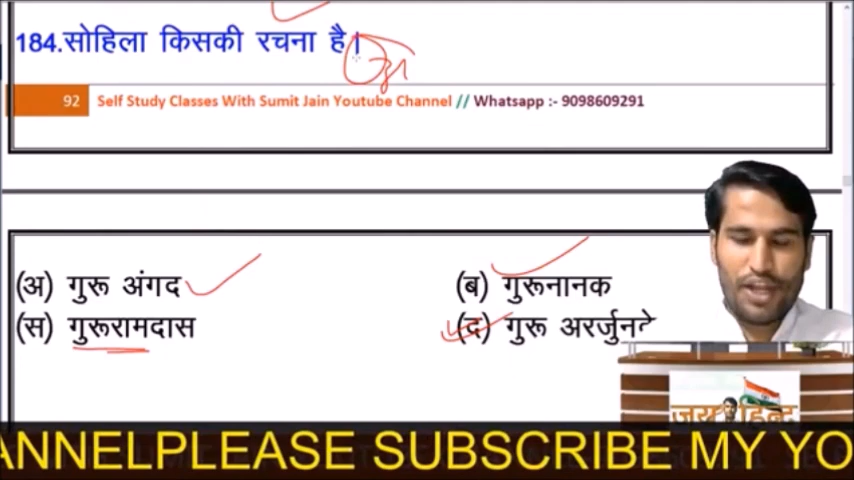 184.सोहिला किसकी रचना है।
92 Self Study Classes With Sumit Jain Youtube Channel // Whatsapp :- 9098609291
(अ) गुरू अंगद
(ब) गुरूनानक
(स) गुरूरामदास
(द) गुरू अरर्जुनदे
जय हिन्द
ANNELPLEASE SUBSCRIBE MY YO